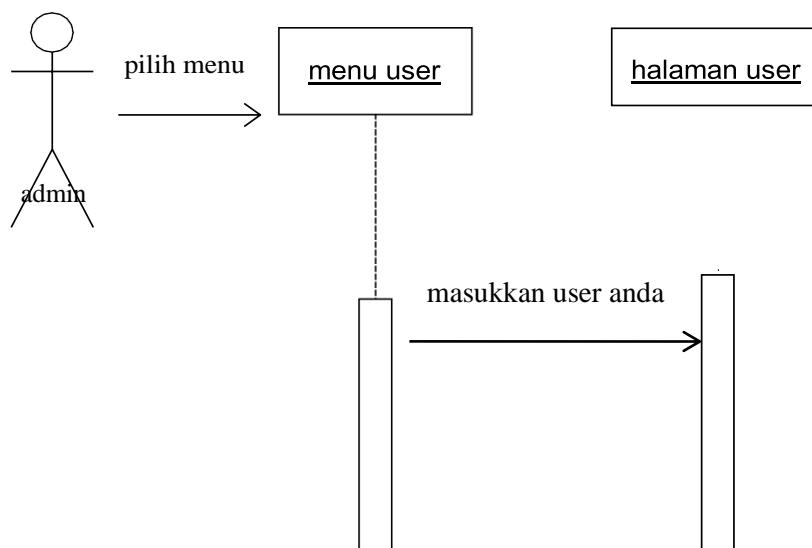 pilih menu
menu user
halaman user
admin
masukkan user anda